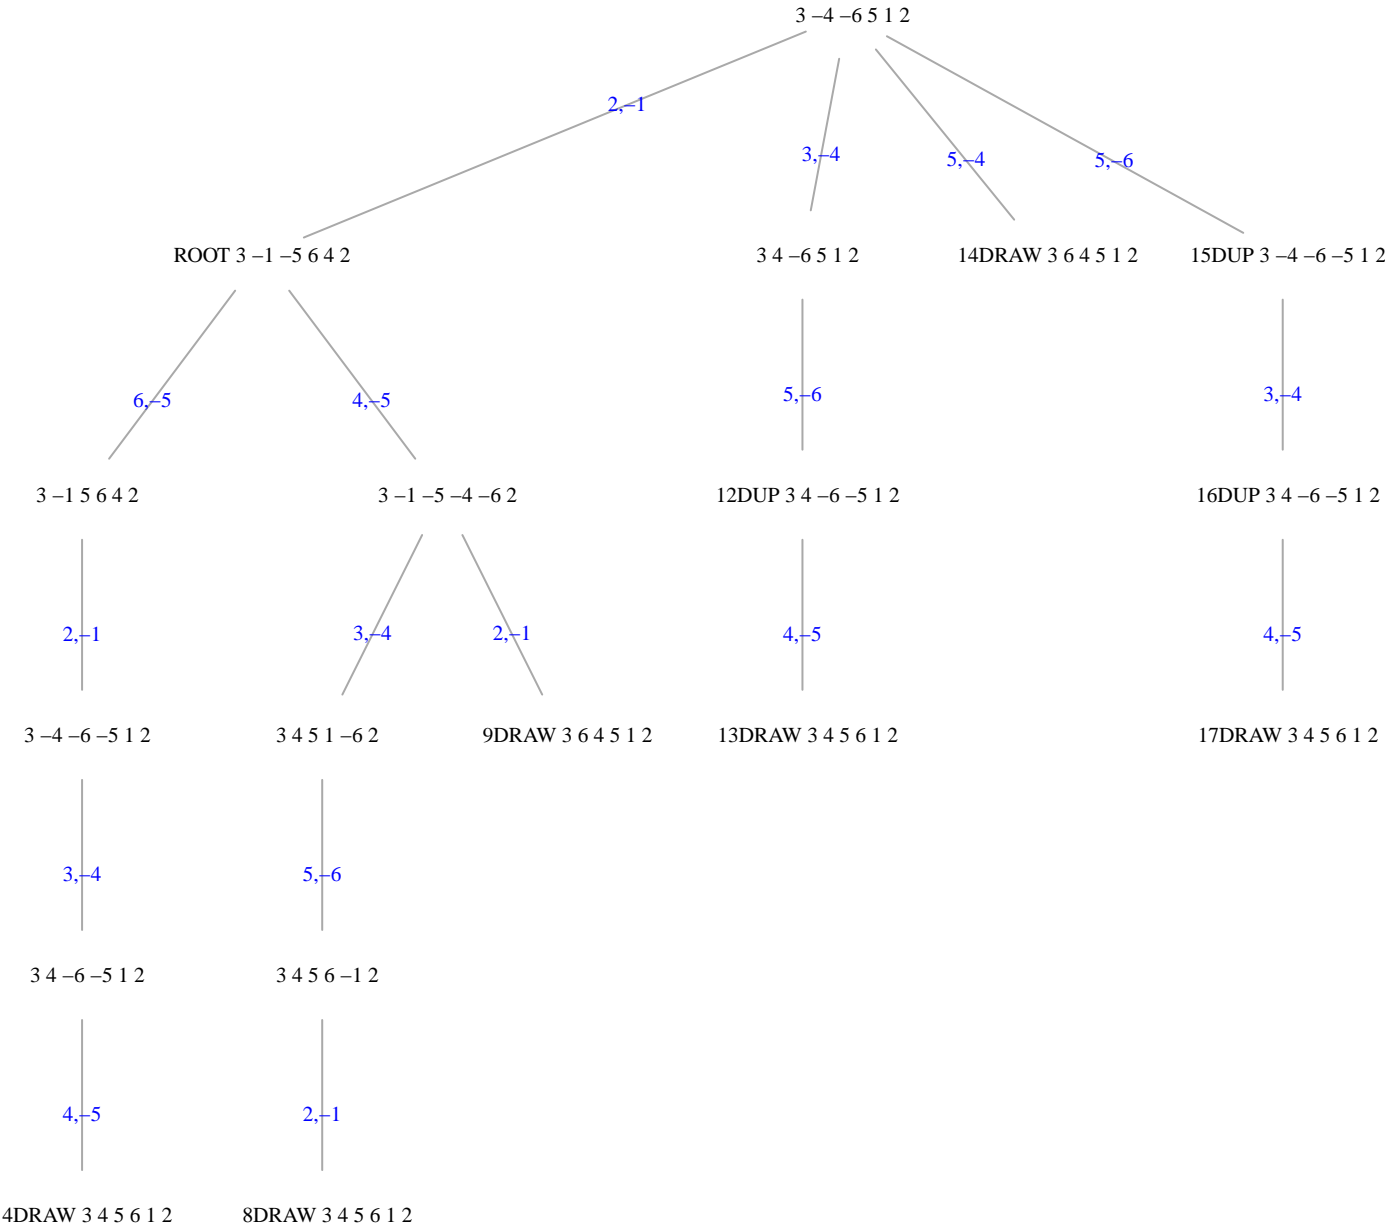 3 –4 –6 5 1 2
2,–1
3,–4
5,–4
5,–6
ROOT 3 –1 –5 6 4 2
3 4 –6 5 1 2
14DRAW 3 6 4 5 1 2
15DUP 3 –4 –6 –5 1 2
6,–5
4,–5
5,–6
3,–4
3 –1 5 6 4 2
3 –1 –5 –4 –6 2
12DUP 3 4 –6 –5 1 2
16DUP 3 4 –6 –5 1 2
2,–1
3,–4
2,–1
4,–5
4,–5
3 –4 –6 –5 1 2
3 4 5 1 –6 2
9DRAW 3 6 4 5 1 2
13DRAW 3 4 5 6 1 2
17DRAW 3 4 5 6 1 2
3,–4
5,–6
3 4 –6 –5 1 2
3 4 5 6 –1 2
4,–5
2,–1
4DRAW 3 4 5 6 1 2
8DRAW 3 4 5 6 1 2